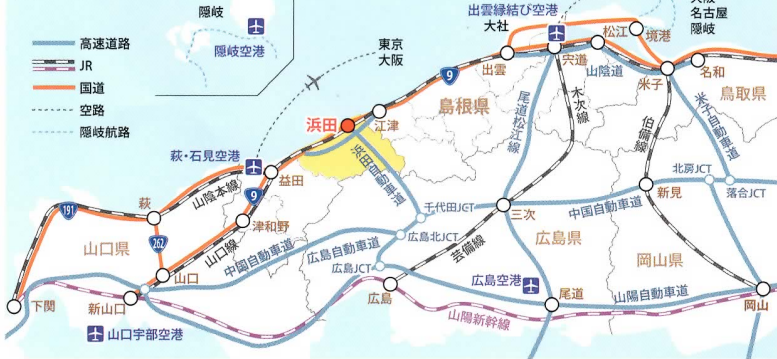 隠岐
隠岐空港
高速道路
JR
国道
空路
隠岐航路
東京
大阪
出雲縁結び空港
大社
松江
境港
名古屋
隠岐
出雲
宍道
山陰道
米子
名和
鳥取県
島根県
9
浜田
江津
尾道松江線
木次線
伯備線
米子自動車道
萩・石見空港
益田
浜田自動車道
山陰本線
9
北房JCT
落合JCT
新見
中国自動車道
千代田JCT
三次
191
萩
262
津和野
山口線
山口県
中国自動車道
広島自動車道
広島北JCT
広島JCT
芸備線
広島県
岡山県
山口
広島
広島空港
尾道
山陽自動車道
岡山
下関
新山口
山陽新幹線
山口宇部空港